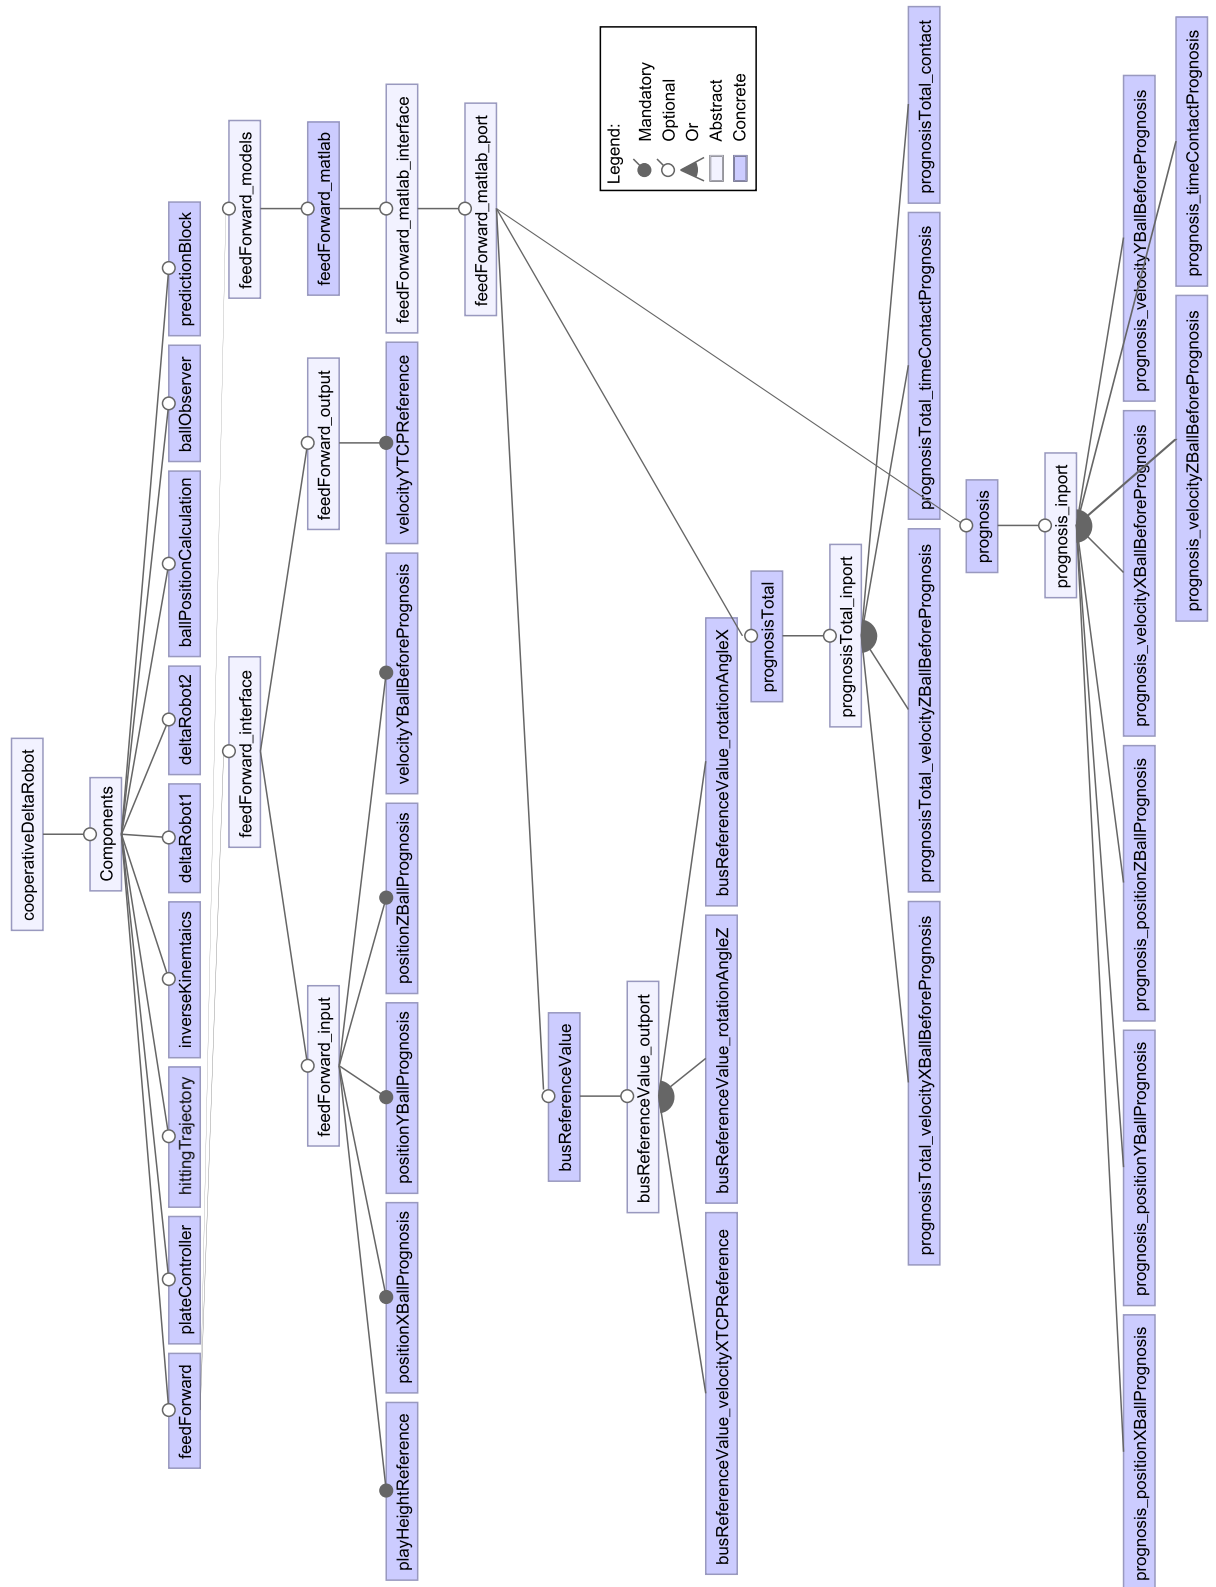 cooperativeDeltaRobot
Components
feedForward
plateController
hittingTrajectory
inverseKinemtaics
deltaRobot1
deltaRobot2
ballPositionCalculation
ballObserver
predictionBlock
feedForward_interface
feedForward_models
feedForward_input
feedForward_output
feedForward_matlab
playHeightReference
positionXBallPrognosis
positionYBallPrognosis
positionZBallPrognosis
velocityYBallBeforePrognosis
velocityYTCPReference
feedForward_matlab_interface
feedForward_matlab_port
busReferenceValue
busReferenceValue_outport
busReferenceValue_velocityXTCPReference
busReferenceValue_rotationAngleZ
busReferenceValue_rotationAngleX
prognosisTotal
prognosisTotal_inport
prognosisTotal_velocityXBallBeforePrognosis
prognosisTotal_velocityZBallBeforePrognosis
prognosisTotal_timeContactPrognosis
prognosisTotal_contact
prognosis
prognosis_inport
prognosis_positionXBallPrognosis
prognosis_positionYBallPrognosis
prognosis_positionZBallPrognosis
prognosis_velocityXBallBeforePrognosis
prognosis_velocityYBallBeforePrognosis
prognosis_velocityZBallBeforePrognosis
prognosis_timeContactPrognosis
Legend:
Mandatory
Optional
Or
Abstract
Concrete